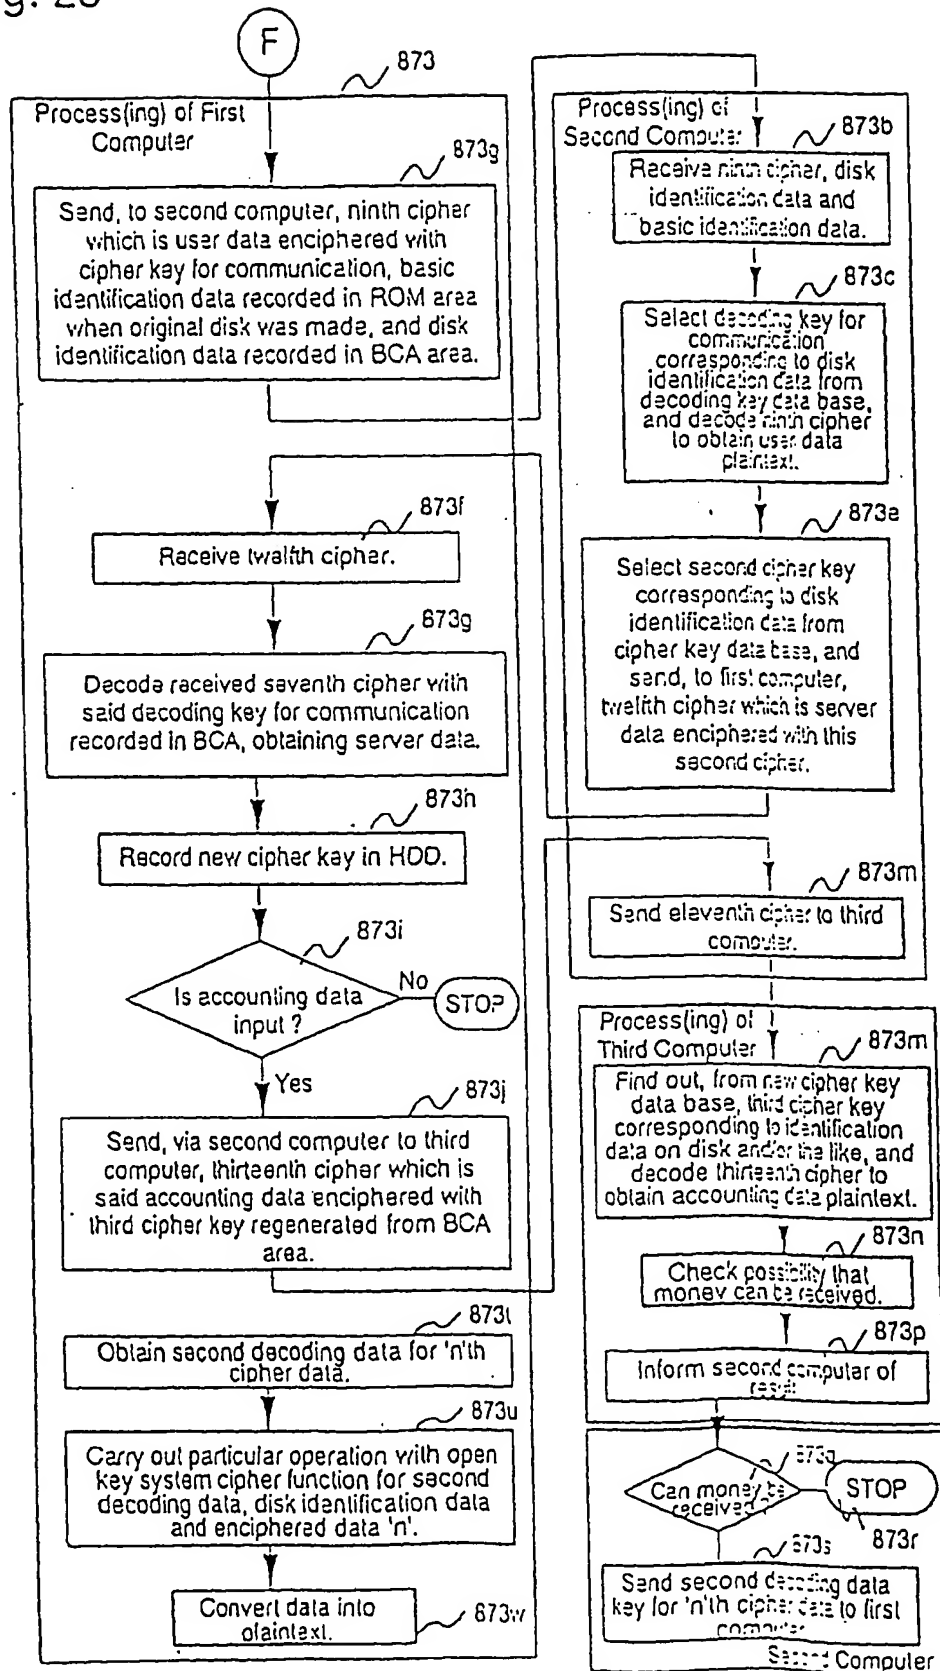 g. 26
F
873
Process(ing) of First
Computer
873g
Send, to second computer, ninth cipher
which is user data enciphered with
cipher key for communication, basic
identification data recorded in ROM area
when original disk was made, and disk
identification data recorded in BCA area.
873f
Receive twelfth cipher.
873g
Decode received seventh cipher with
said decoding key for communication
recorded in BCA, obtaining server data.
873h
Record new cipher key in HDD.
873i
Is accounting data
input ?
No
STOP
Yes
873j
Send, via second computer to third
computer, thirteenth cipher which is
said accounting data enciphered with
third cipher key regenerated from BCA
area.
873t
Obtain second decoding data for 'n'th
cipher data.
873u
Carry out particular operation with open
key system cipher function for second
decoding data, disk identification data
and enciphered data 'n'.
Convert data into
plaintext.
873w
Process(ing) of
Second Computer
873b
Receive ninth cipher, disk
identification data and
basic identification data.
873c
Select decoding key for
communication
corresponding to disk
identification data from
decoding key data base,
and decode ninth cipher
to obtain user data
plaintext.
873e
Select second cipher key
corresponding to disk
identification data from
cipher key data base, and
send, to first computer,
twelfth cipher which is server
data enciphered with this
second cipher.
873m
Send eleventh cipher to third
computer.
Process(ing) of
Third Computer
873m
Find out, from new cipher key
data base, third cipher key
corresponding to identification
data on disk and/or the like, and
decode thirteenth cipher to
obtain accounting data plaintext.
873n
Check possibility that
money can be received.
873p
Inform second computer of
result
873q
Can money be
received
STOP
873r
873s
Send second decoding data
key for 'n'th cipher data to first
computer
Second Computer